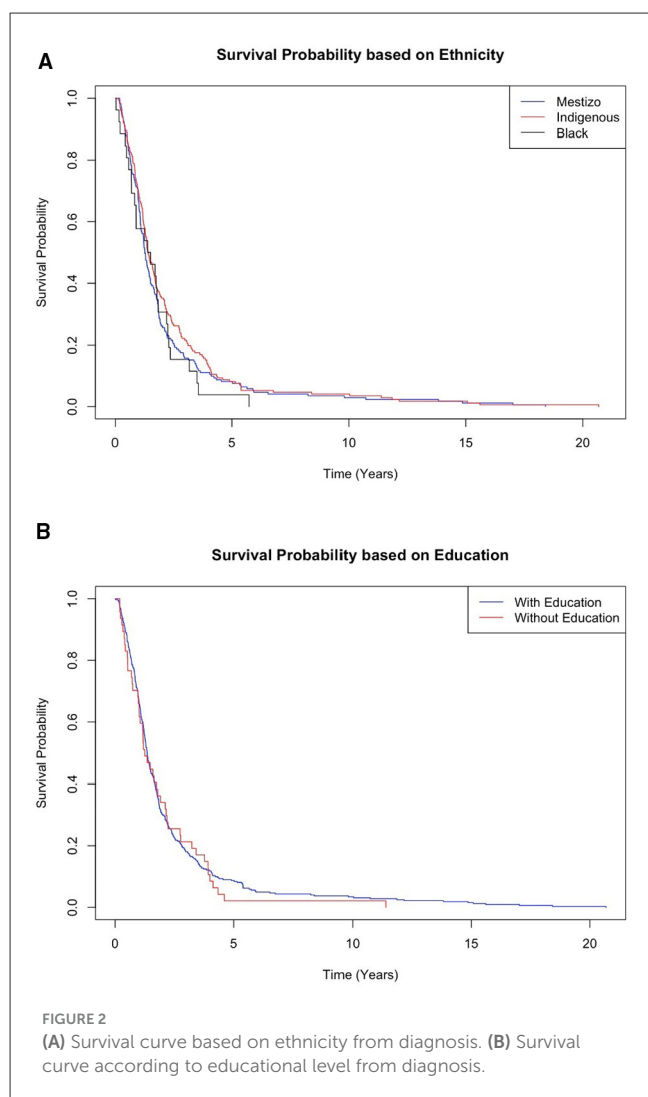 A
Survival Probability based on Ethnicity
Mestizo
Indigenous
Black
Survival Probability
1.0
0.8
0.6
0.4
0.2
0.0
0 5 10 15 20
Time (Years)
B
Survival Probability based on Education
With Education
Without Education
Survival Probability
1.0
0.8
0.6
0.4
0.2
0.0
0 5 10 15 20
Time (Years)
FIGURE 2
(A) Survival curve based on ethnicity from diagnosis. (B) Survival
curve according to educational level from diagnosis.